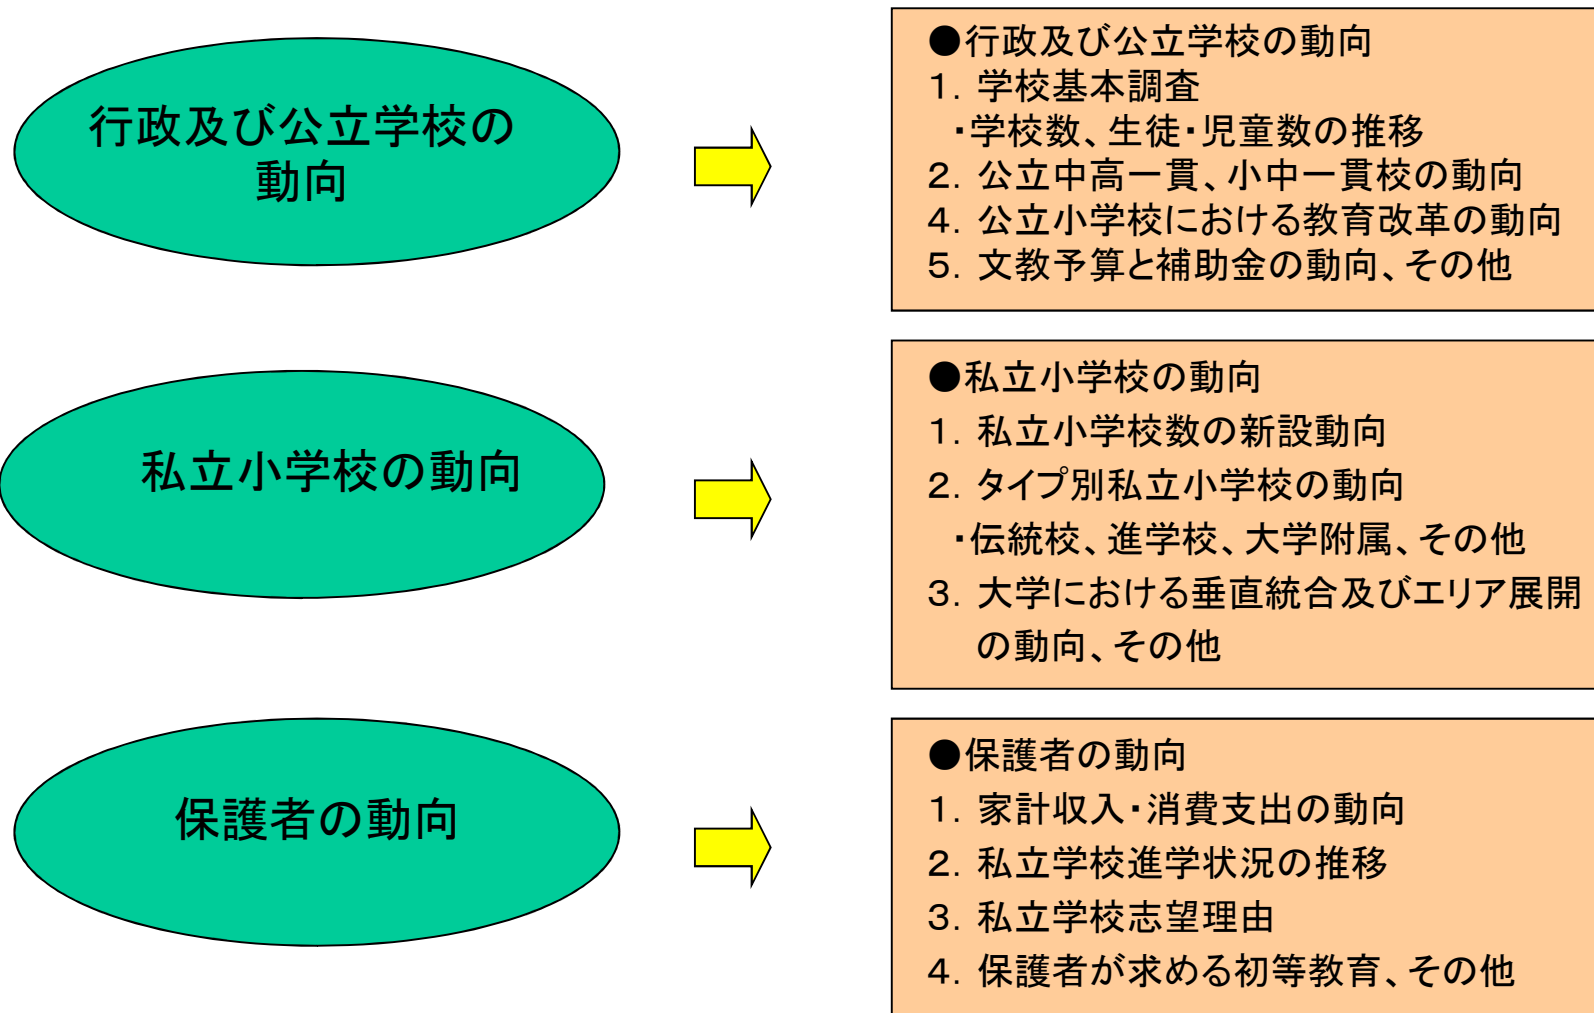 行政及び公立学校の
動向
●行政及び公立学校の動向
1. 学校基本調査
・学校数、生徒・児童数の推移
2. 公立中高一貫、小中一貫校の動向
4. 公立小学校における教育改革の動向
5. 文教予算と補助金の動向、その他
私立小学校の動向
●私立小学校の動向
1. 私立小学校数の新設動向
2. タイプ別私立小学校の動向
・伝統校、進学校、大学附属、その他
3. 大学における垂直統合及びエリア展開
の動向、その他
保護者の動向
●保護者の動向
1. 家計収入・消費支出の動向
2. 私立学校進学状況の推移
3. 私立学校志望理由
4. 保護者が求める初等教育、その他